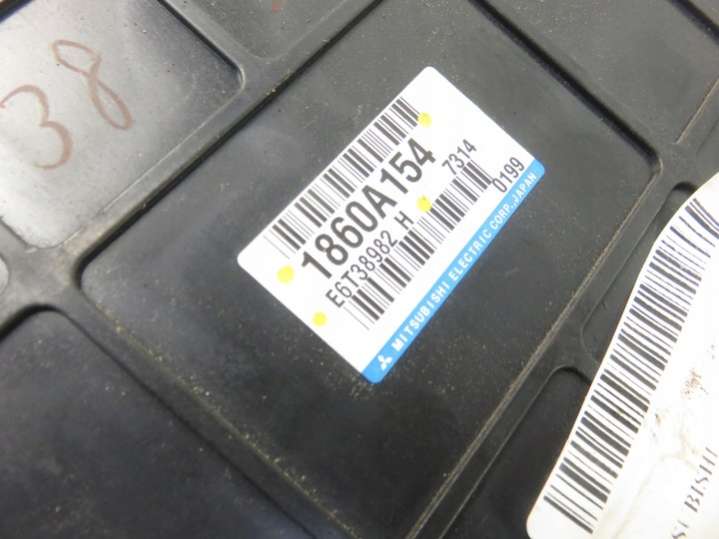 38
1860A154
E6T38982 H 7314
0199
MITSUBISHI ELECTRIC CORP., JAPAN